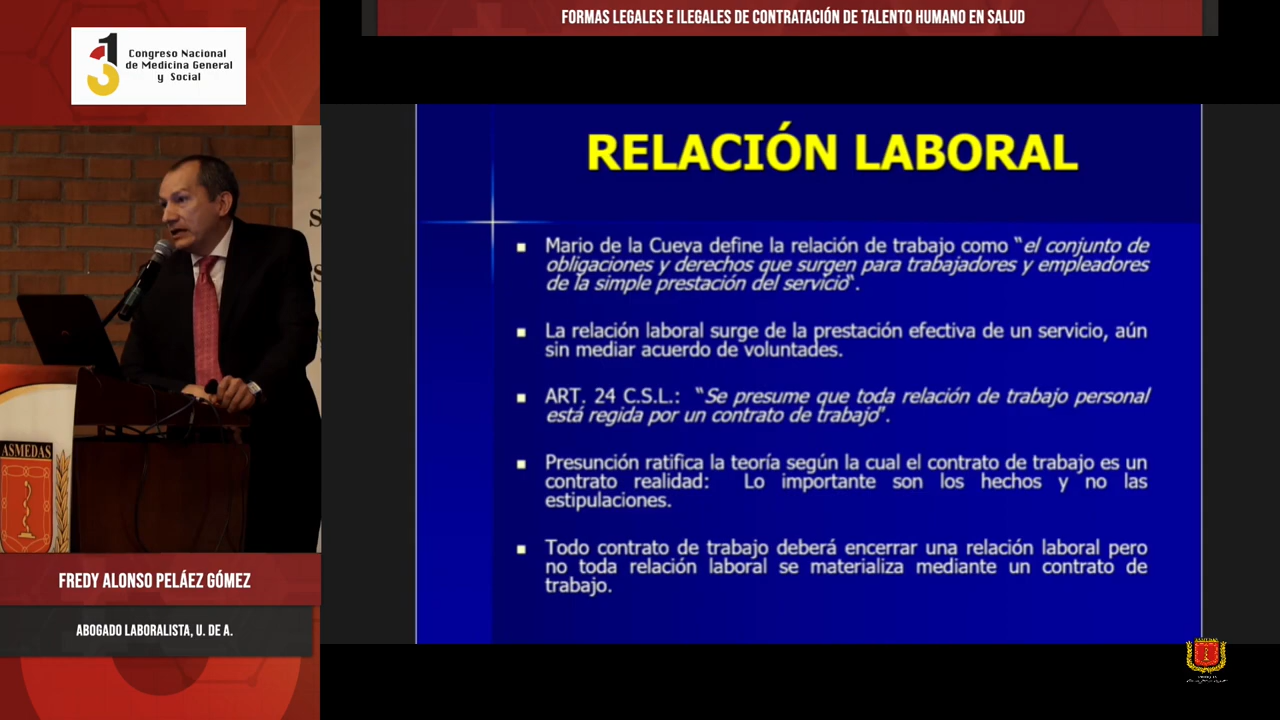 FORMAS LEGALES E ILEGALES DE CONTRATACIÓN DE TALENTO HUMANO EN SALUD
13
Congreso Nacional
de Medicina General
y Social
RELACIÓN LABORAL
Mario de la Cueva define la relación de trabajo como "el conjunto de
obligaciones y derechos que surgen para trabajadores y empleadores
de la simple prestación del servicio".
La relación laboral surge de la prestación efectiva de un servicio, aún
sin mediar acuerdo de voluntades.
ART. 24 C.S.L.: "Se presume que toda relación de trabajo personal
está regida por un contrato de trabajo".
Presunción ratifica la teoría según la cual el contrato de trabajo es un
contrato realidad: Lo importante son los hechos y no las
estipulaciones.
Todo contrato de trabajo deberá encerrar una relación laboral pero
no toda relación laboral se materializa mediante un contrato de
trabajo.
ASMEDAS
FREDY ALONSO PELÁEZ GÓMEZ
ABOGADO LABORALISTA, U. DE A.